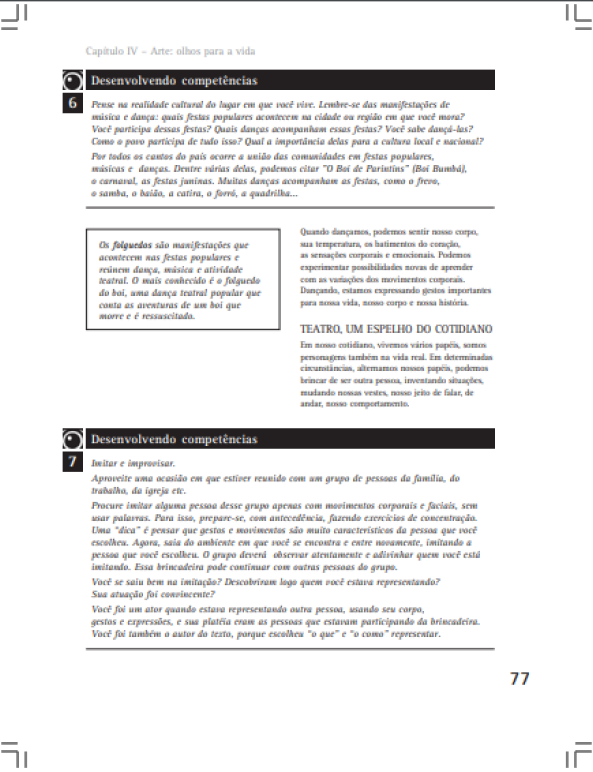 Capítulo IV – Arte: olhos para a vida
Desenvolvendo competências
6
Pense na realidade cultural do lugar em que você vive. Lembre-se das manifestações de
música e dança: quais festas populares acontecem na cidade ou região em que você mora?
Você participa dessas festas? Quais danças acompanham essas festas? Você sabe dançá-las?
Como o povo participa de tudo isso? Qual a importância delas para a cultura local e nacional?
Por todos os cantos do país ocorre a união das comunidades em festas populares,
músicas e danças. Dentre várias delas, podemos citar "O Boi de Parintins" (Boi Bumbá),
o carnaval, as festas juninas. Muitas danças acompanham as festas, como o frevo,
o samba, o baião, a catira, o forró, a quadrilha...
Os folguedos são manifestações que
acontecem nas festas populares e
reúnem dança, música e atividade
teatral. O mais conhecido é o folguedo
do boi, uma dança teatral popular que
conta as aventuras de um boi que
morre e é ressuscitado.
Quando dançamos, podemos sentir nosso corpo,
sua temperatura, os batimentos do coração,
as sensações corporais e emocionais. Podemos
experimentar possibilidades novas de aprender
com as variações dos movimentos corporais.
Dançando, estamos expressando gestos importantes
para nossa vida, nosso corpo e nossa história.
TEATRO, UM ESPELHO DO COTIDIANO
Em nosso cotidiano, vivemos vários papéis, somos
personagens também na vida real. Em determinadas
circunstâncias, alternamos nossos papéis, podemos
brincar de ser outra pessoa, inventando situações,
mudando nossas vestes, nosso jeito de falar, de
andar, nosso comportamento.
Desenvolvendo competências
7
Imitar e improvisar.
Aproveite uma ocasião em que estiver reunido com um grupo de pessoas da família, do
trabalho, da igreja etc.
Procure imitar alguma pessoa desse grupo apenas com movimentos corporais e faciais, sem
usar palavras. Para isso, prepare-se, com antecedência, fazendo exercícios de concentração.
Uma "dica" é pensar que gestos e movimentos são muito característicos da pessoa que você
escolheu. Agora, saia do ambiente em que você se encontra e entre novamente, imitando a
pessoa que você escolheu. O grupo deverá observar atentamente e adivinhar quem você está
imitando. Essa brincadeira pode continuar com outras pessoas do grupo.
Você se saiu bem na imitação? Descobriram logo quem você estava representando?
Sua atuação foi convincente?
Você foi um ator quando estava representando outra pessoa, usando seu corpo,
gestos e expressões, e sua platéia eram as pessoas que estavam participando da brincadeira.
Você foi também o autor do texto, porque escolheu “o que” e “o como” representar.
77